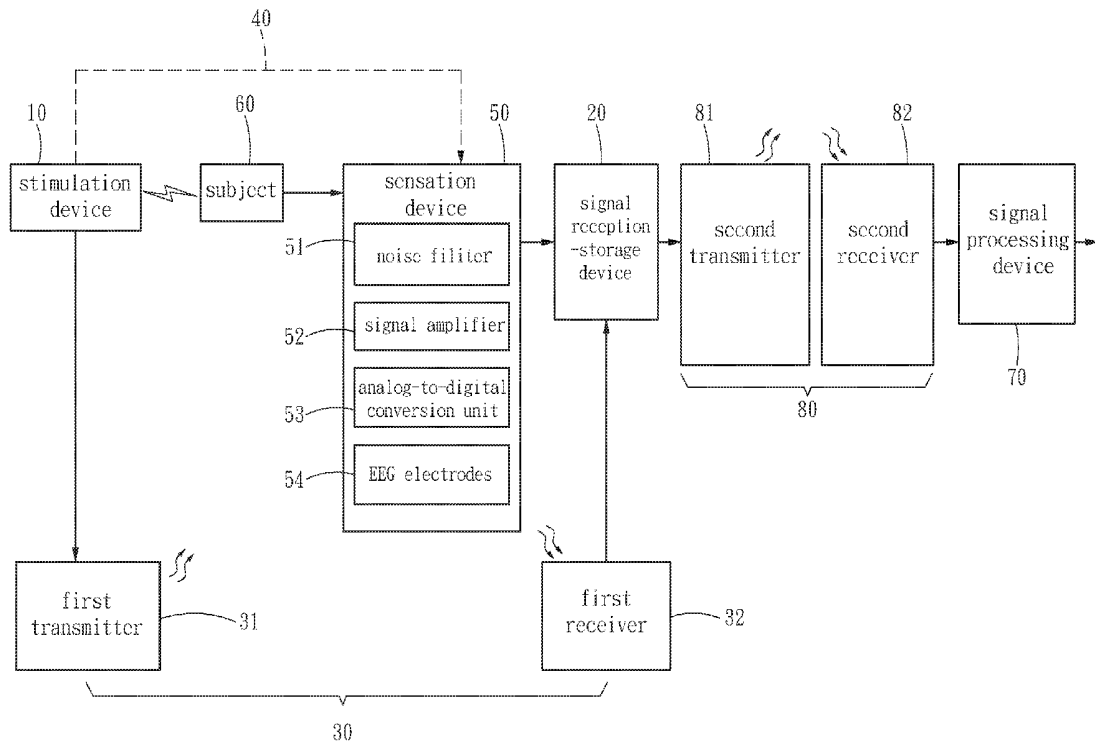 40
10
60
50
20
81
82
stimulation
device
subject
sensation
device
signal
reception
-storage
device
second
transmitter
second
receiver
signal
processing
device
51
noise filiter
52
signal amplifier
53
analog-to-digital
conversion unit
54
EEG electrodes
80
70
first
transmitter
31
first
receiver
32
30